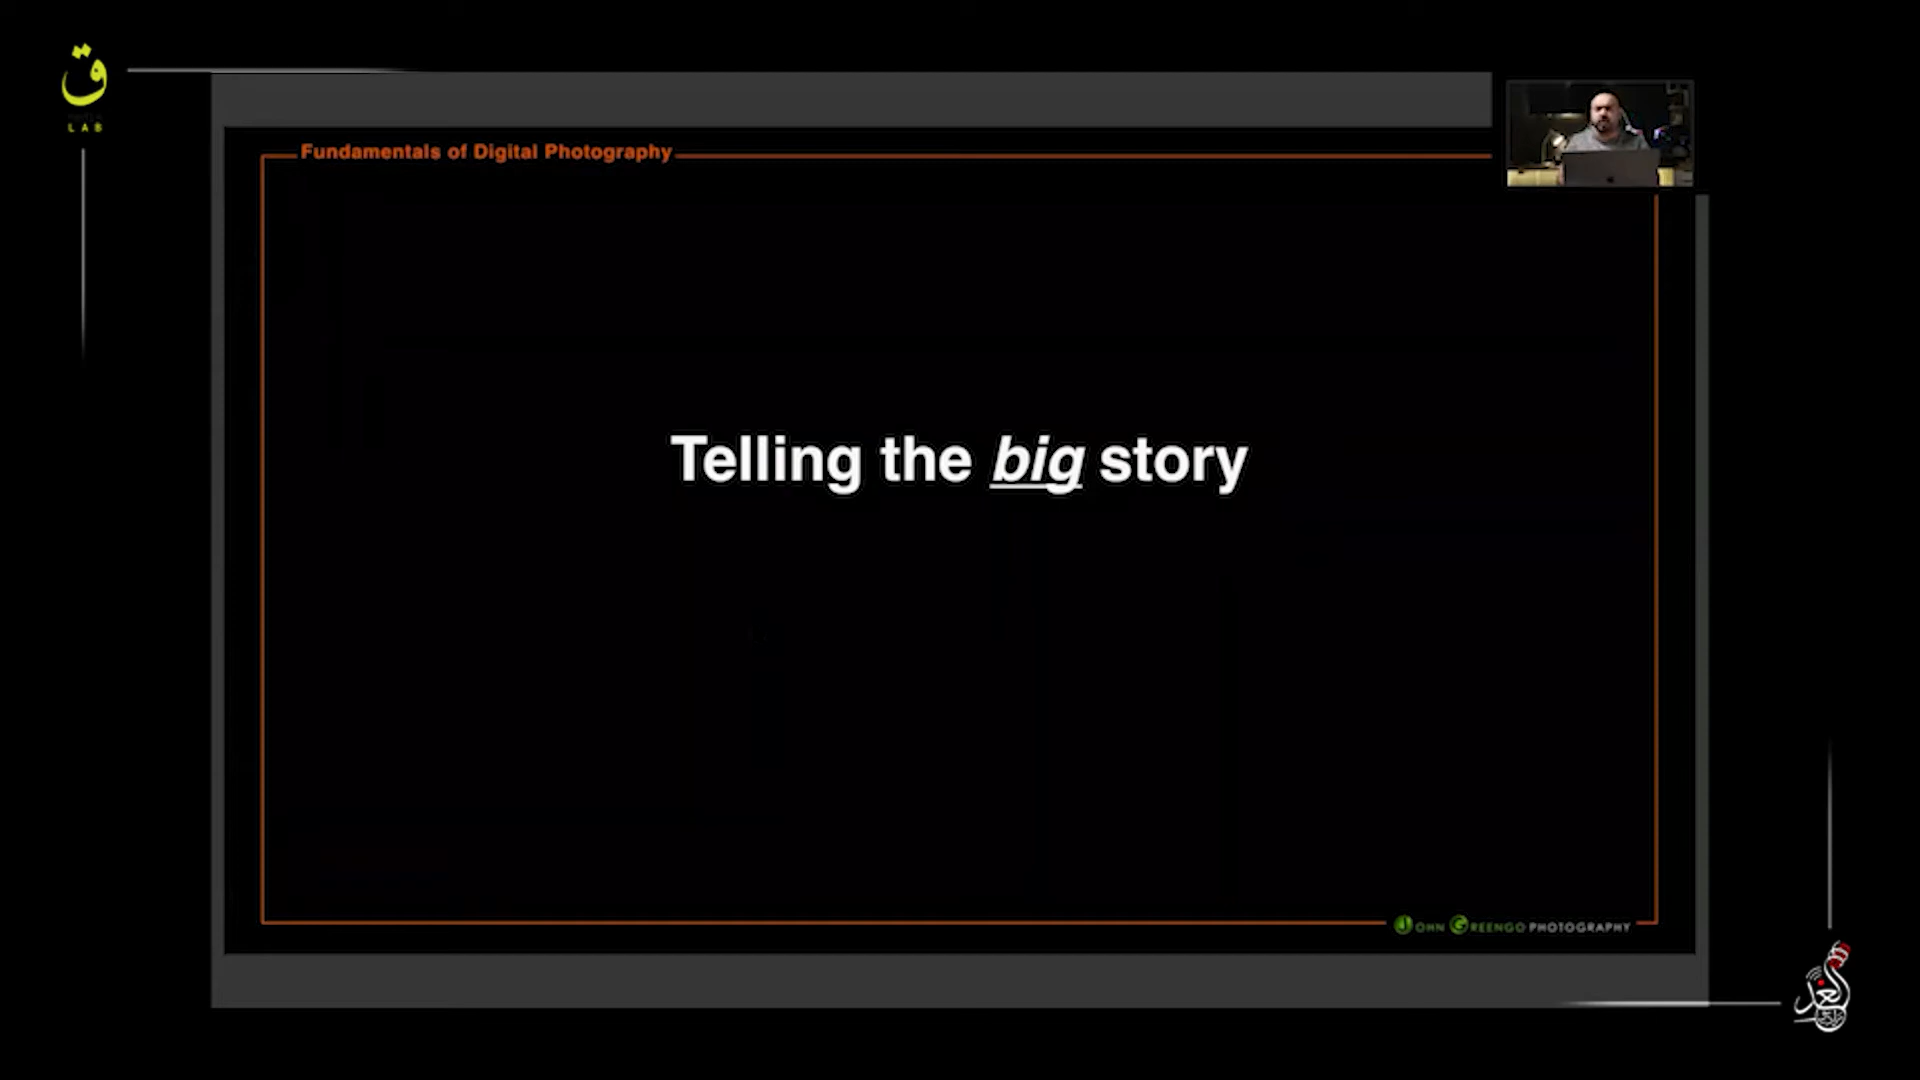 ق
LAB
Fundamentals of Digital Photography
Telling the big story
JOHN GREENGO PHOTOGRAPHY